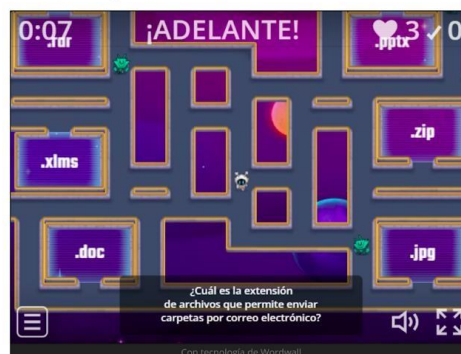 0:07
¡ADELANTE!
3 ✓ 0
.rar
.pptx
.zip
.xlms
.doc
.jpg
¿Cuál es la extensión
de archivos que permite enviar
carpetas por correo electrónico?
Con tecnología de Wordwall